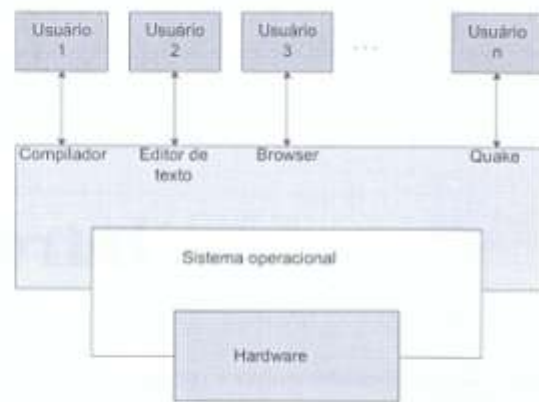 Usuário
1
Usuário
2
Usuário
3
. . .
Usuário
n
Compilador
Editor de
texto
Browser
Quake
Sistema operacional
Hardware